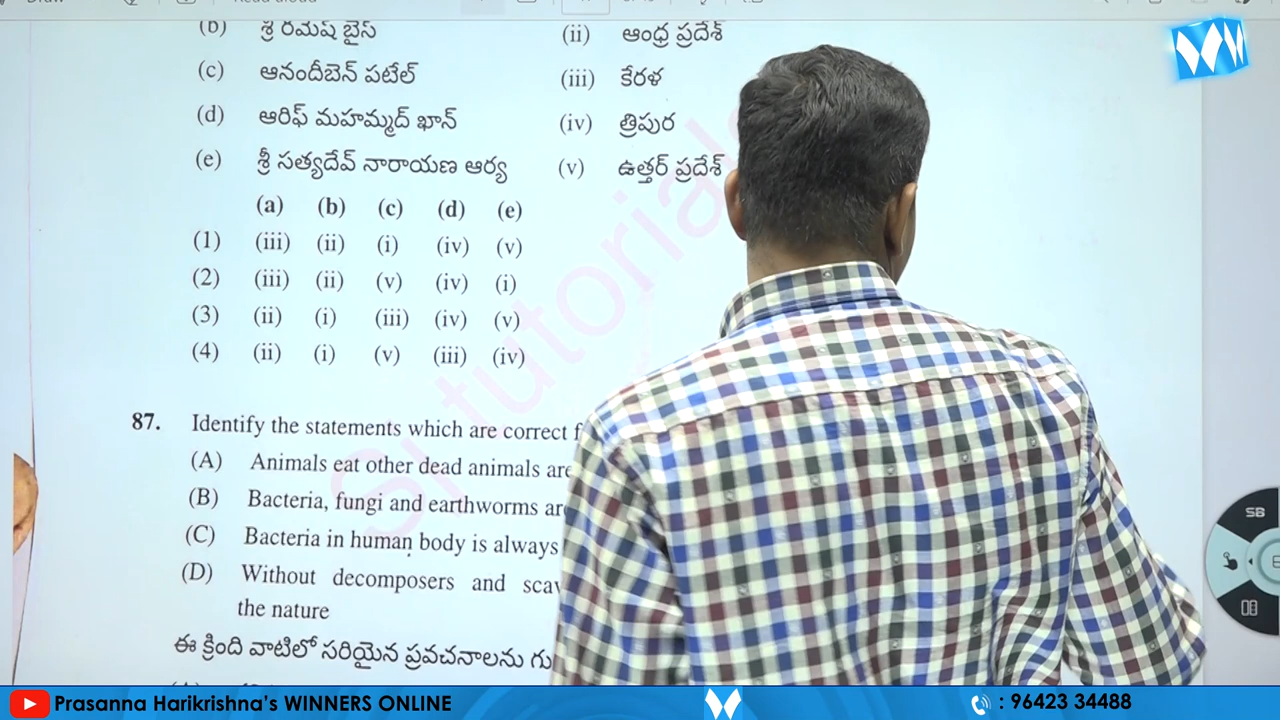 (b) శ్రీ రమేష్ బైస్ (ii) ఆంధ్ర ప్రదేశ్
(c) ఆనందీబెన్ పటేల్ (iii) కేరళ
(d) ఆరిఫ్ మహమ్మద్ ఖాన్ (iv) త్రిపుర
(e) శ్రీ సత్యదేవ్ నారాయణ ఆర్య (v) ఉత్తర్ ప్రదేశ్
(a) (b) (c) (d) (e)
(1) (iii) (ii) (i) (iv) (v)
(2) (iii) (ii) (v) (iv) (i)
(3) (ii) (i) (iii) (iv) (v)
(4) (ii) (i) (v) (iii) (iv)
87. Identify the statements which are correct
(A) Animals eat other dead animals are
(B) Bacteria, fungi and earthworms
(C) Bacteria in human body is always
(D) Without decomposers and
the nature
ఈ క్రింది వాటిలో సరియైన ప్రవచనాలను
tutorials
SB
Prasanna Harikrishna's WINNERS ONLINE
: 96423 34488